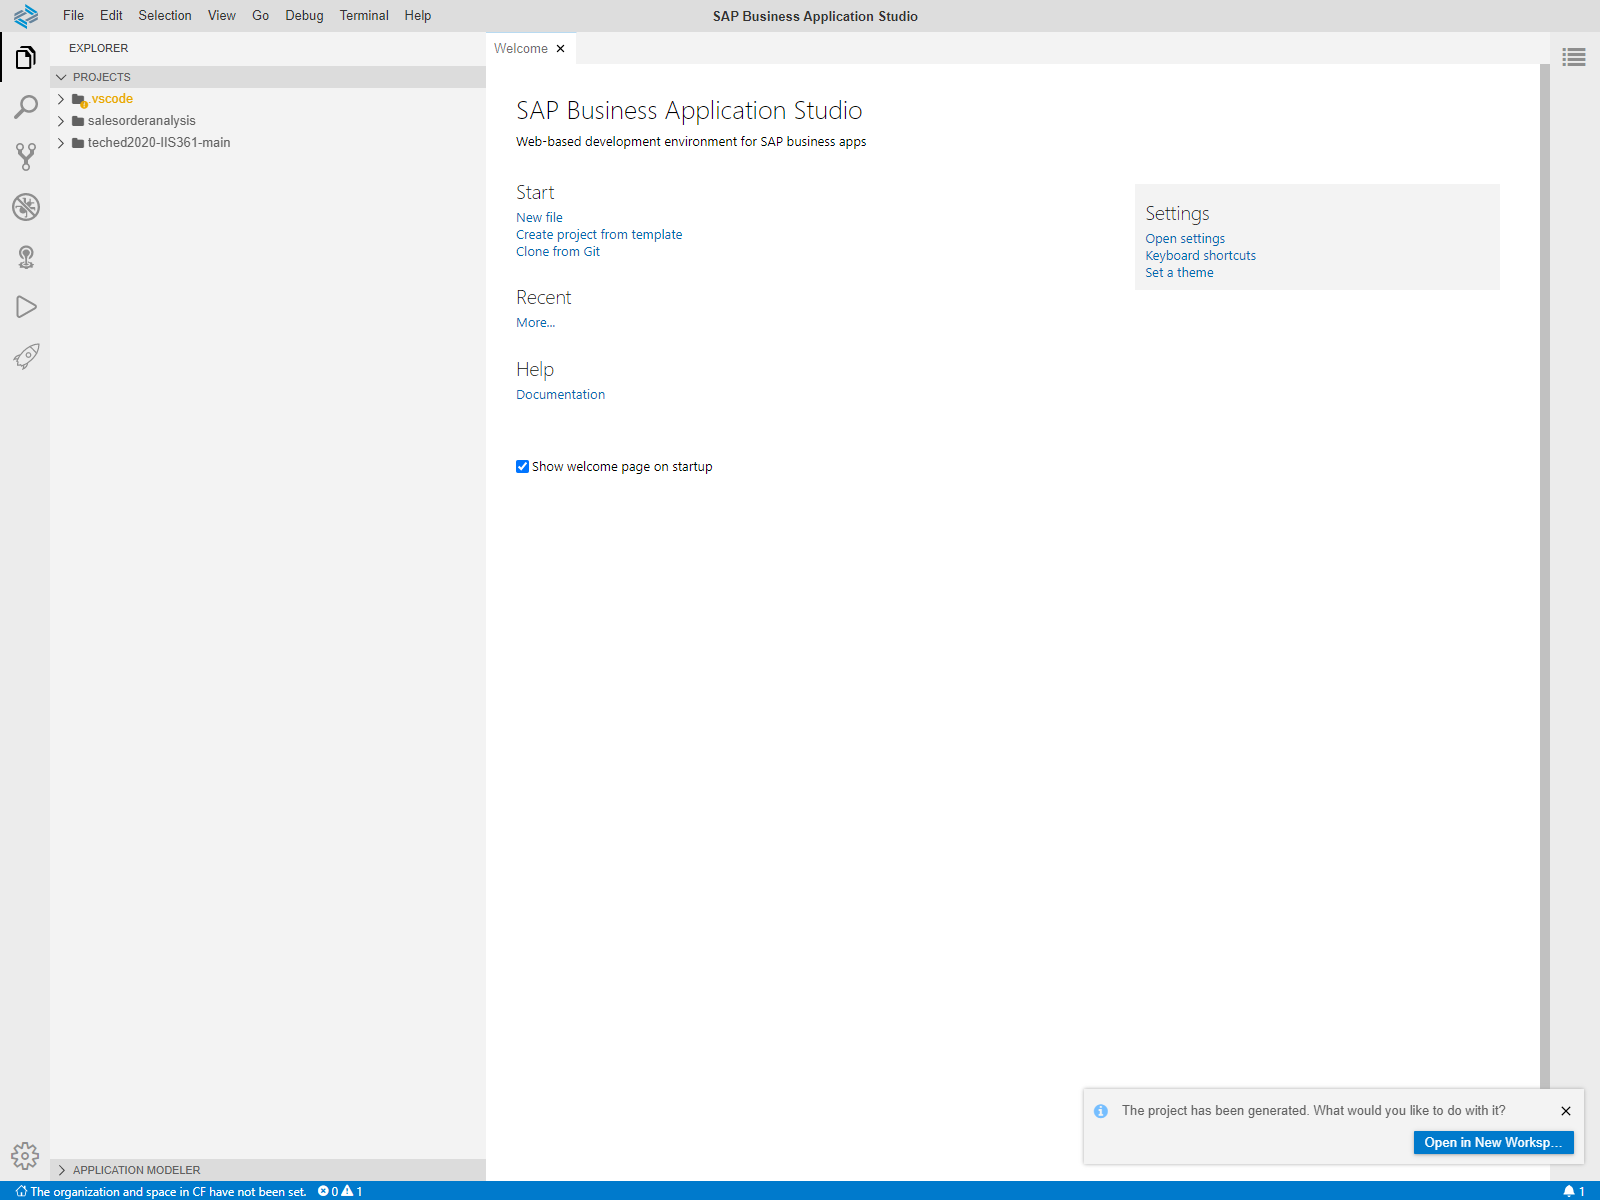 File Edit Selection View Go Debug Terminal Help
SAP Business Application Studio
EXPLORER
PROJECTS
.vscode
salesorderanalysis
teched2020-IIS361-main
APPLICATION MODELER
Welcome
SAP Business Application Studio
Web-based development environment for SAP business apps
Start
New file
Create project from template
Clone from Git
Recent
More...
Help
Documentation
Show welcome page on startup
Settings
Open settings
Keyboard shortcuts
Set a theme
The project has been generated. What would you like to do with it?
Open in New Worksp...
The organization and space in CF have not been set. 0 1
1